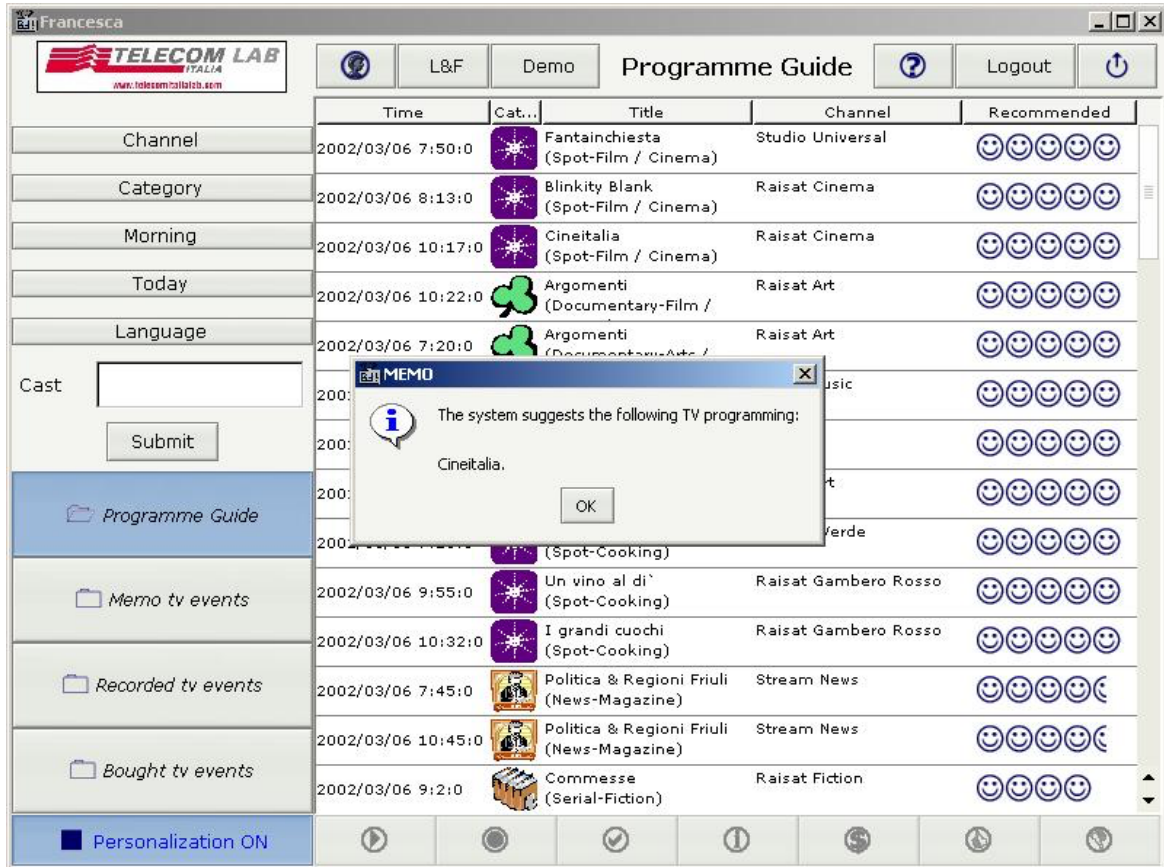 Francesca
TELECOM LAB
ITALIA
www.telecomitalialab.com
L&F
Demo
Programme Guide
Logout
Channel
Category
Morning
Today
Language
Cast
Submit
Programme Guide
Memo tv events
Recorded tv events
Bought tv events
Personalization ON
Time Cat... Title Channel Recommended
2002/03/06 7:50:0 Fantainchiesta Studio Universal
(Spot-Film / Cinema)
2002/03/06 8:13:0 Blinkity Blank Raisat Cinema
(Spot-Film / Cinema)
2002/03/06 10:17:0 Cineitalia Raisat Cinema
(Spot-Film / Cinema)
2002/03/06 10:22:0 Argomenti Raisat Art
(Documentary-Film /
2002/03/06 7:20:0 Argomenti Raisat Art
(Documentary-Arts /
MEMO
The system suggests the following TV programming:
Cineitalia.
OK
(Spot-Cooking)
2002/03/06 9:55:0 Un vino al di` Raisat Gambero Rosso
(Spot-Cooking)
2002/03/06 10:32:0 I grandi cuochi Raisat Gambero Rosso
(Spot-Cooking)
2002/03/06 7:45:0 Politica & Regioni Friuli Stream News
(News-Magazine)
2002/03/06 10:45:0 Politica & Regioni Friuli Stream News
(News-Magazine)
2002/03/06 9:2:0 Commesse Raisat Fiction
(Serial-Fiction)